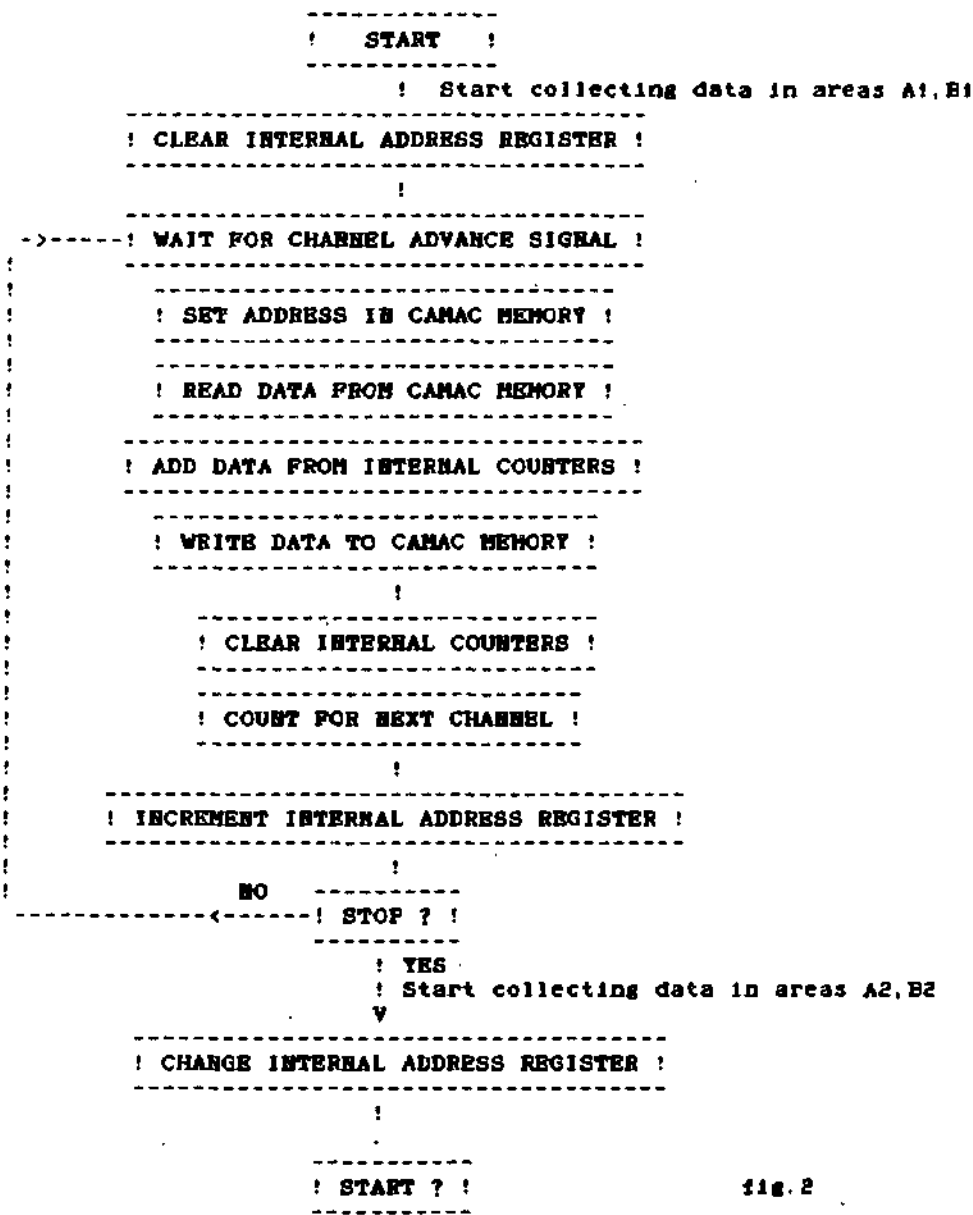 START
Start collecting data in areas A1,B1
CLEAR INTERNAL ADDRESS REGISTER
WAIT FOR CHANNEL ADVANCE SIGNAL
SET ADDRESS IN CAMAC MEMORY
READ DATA FROM CAMAC MEMORY
ADD DATA FROM INTERNAL COUNTERS
WRITE DATA TO CAMAC MEMORY
CLEAR INTERNAL COUNTERS
COUNT FOR NEXT CHANNEL
INCREMENT INTERNAL ADDRESS REGISTER
NO
STOP ?
YES
Start collecting data in areas A2,B2
CHANGE INTERNAL ADDRESS REGISTER
START ?
fig.2